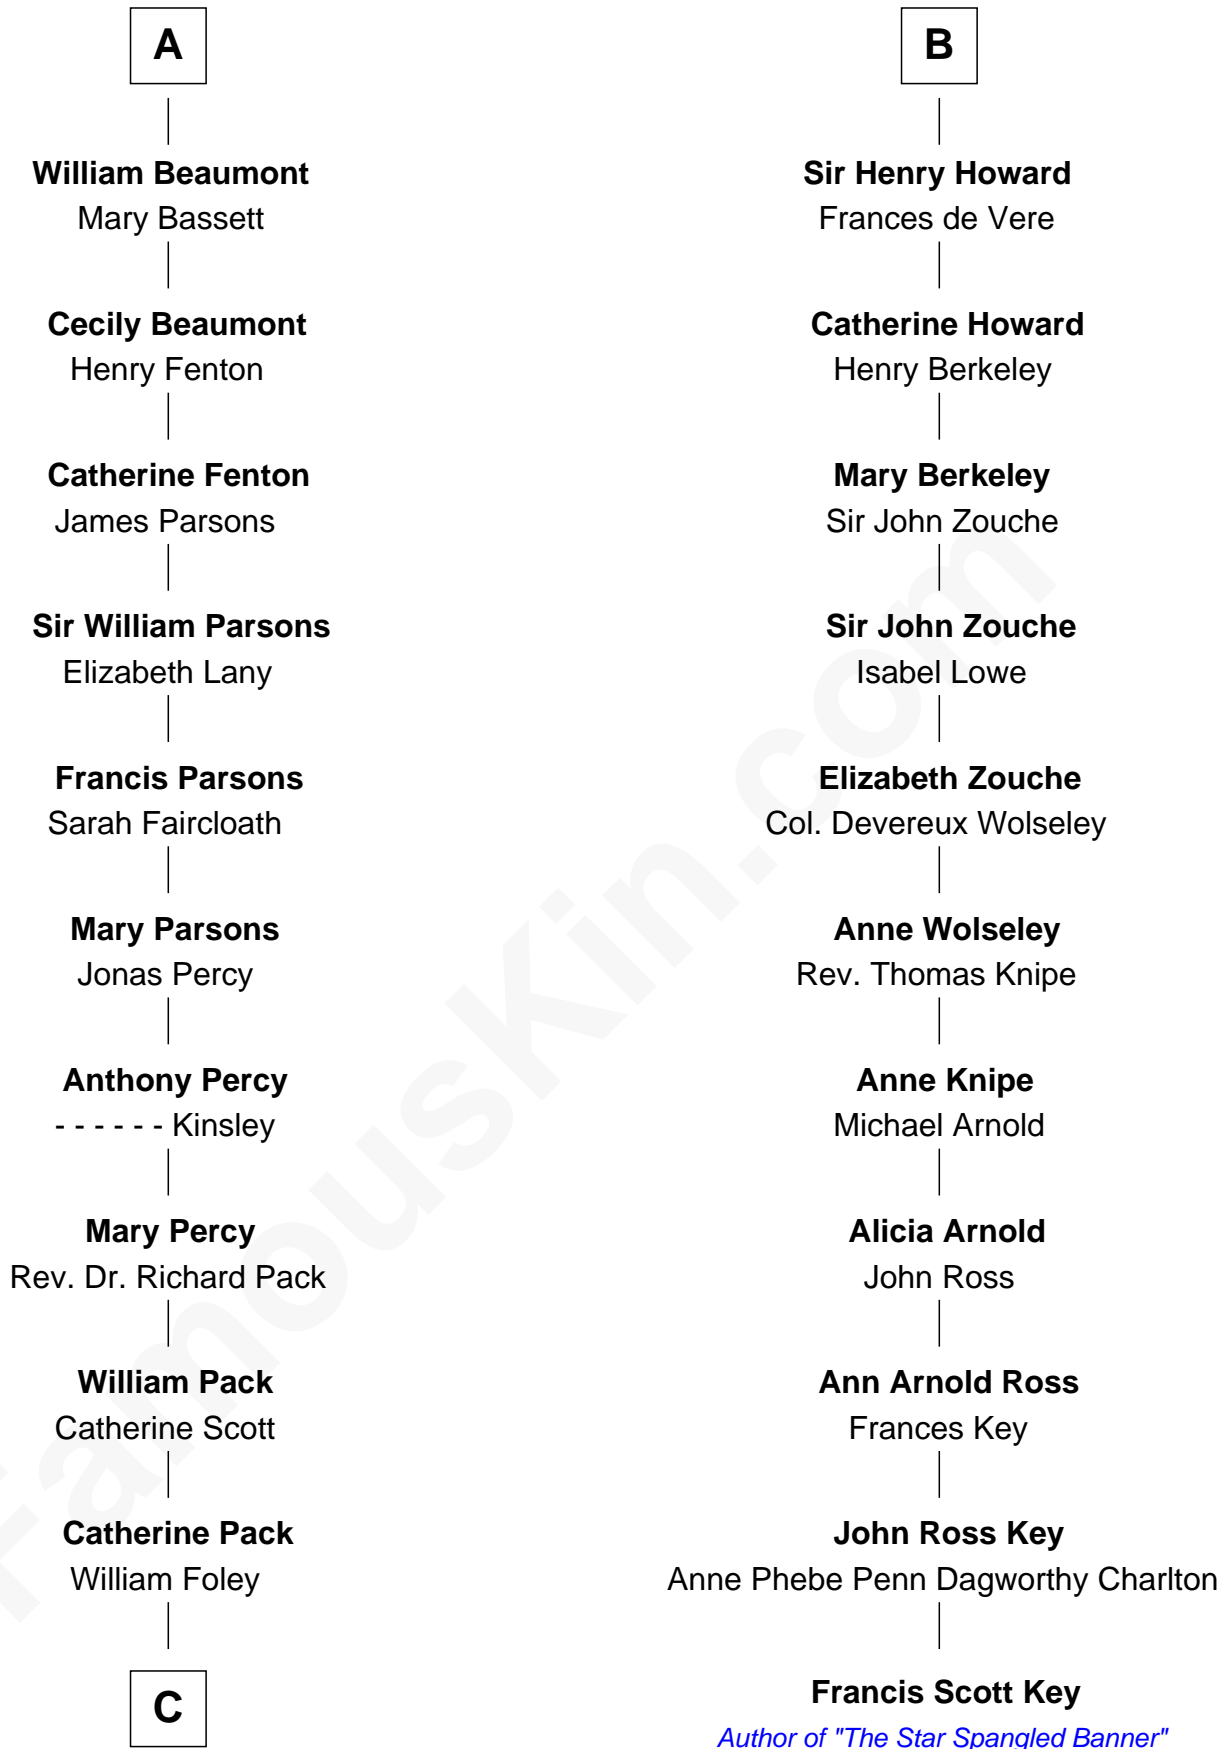 A
William Beaumont
Mary Bassett
Cecily Beaumont
Henry Fenton
Catherine Fenton
James Parsons
Sir William Parsons
Elizabeth Lany
Francis Parsons
Sarah Faircloath
Mary Parsons
Jonas Percy
Anthony Percy
- - - - - - Kinsley
Mary Percy
Rev. Dr. Richard Pack
William Pack
Catherine Scott
Catherine Pack
William Foley
C
B
Sir Henry Howard
Frances de Vere
Catherine Howard
Henry Berkeley
Mary Berkeley
Sir John Zouche
Sir John Zouche
Isabel Lowe
Elizabeth Zouche
Col. Devereux Wolseley
Anne Wolseley
Rev. Thomas Knipe
Anne Knipe
Michael Arnold
Alicia Arnold
John Ross
Ann Arnold Ross
Frances Key
John Ross Key
Anne Phebe Penn Dagworthy Charlton
Francis Scott Key
Author of "The Star Spangled Banner"
FamousKin.com